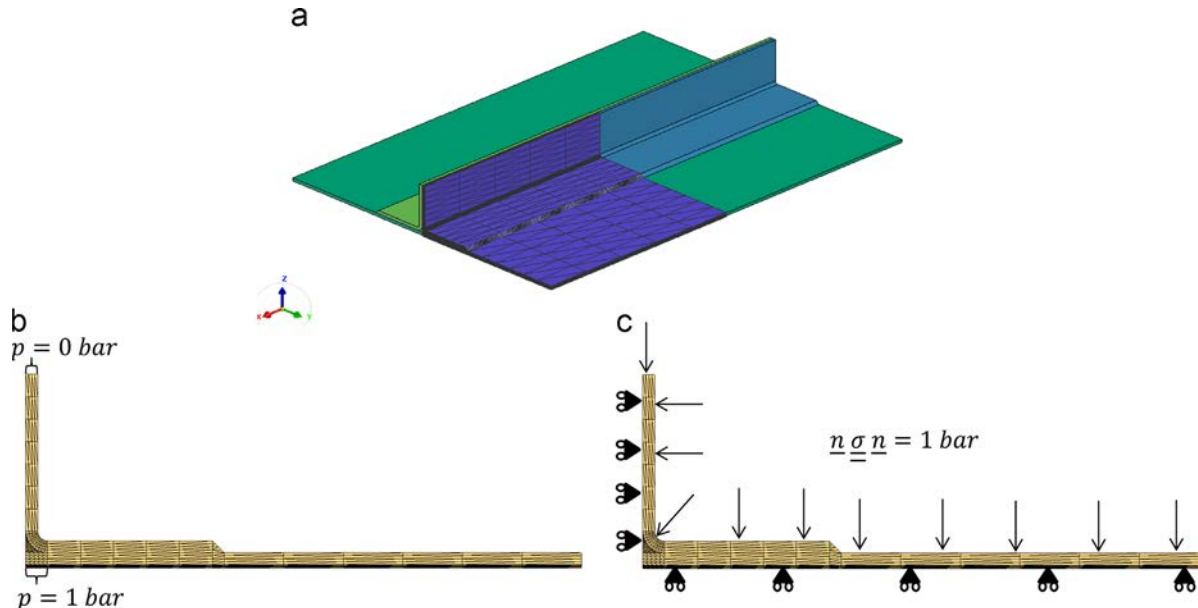 a
z
x
y
b
p = 0 bar
p = 1 bar
c
n σ n = 1 bar